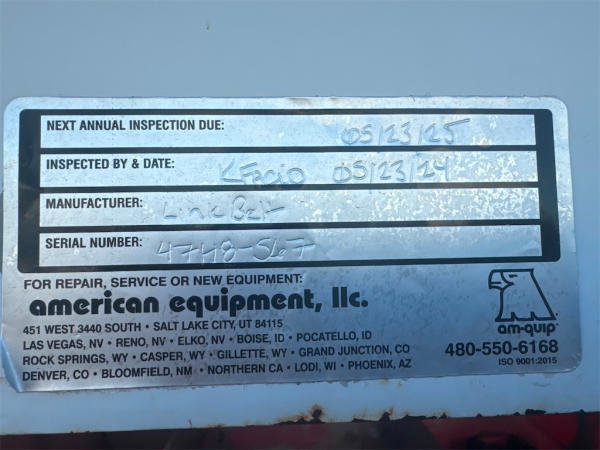 NEXT ANNUAL INSPECTION DUE: 05/23/25
INSPECTED BY & DATE: KFacio 05/23/24
MANUFACTURER: Link Belt
SERIAL NUMBER: 47H8-567
FOR REPAIR, SERVICE OR NEW EQUIPMENT:
american equipment, llc.
451 WEST 3440 SOUTH • SALT LAKE CITY, UT 84115
LAS VEGAS, NV • RENO, NV • ELKO, NV • BOISE, ID • POCATELLO, ID
ROCK SPRINGS, WY • CASPER, WY • GILLETTE, WY • GRAND JUNCTION, CO
DENVER, CO • BLOOMFIELD, NM • NORTHERN CA • LODI, WI • PHOENIX, AZ
am-quip
480-550-6168
ISO 9001:2015